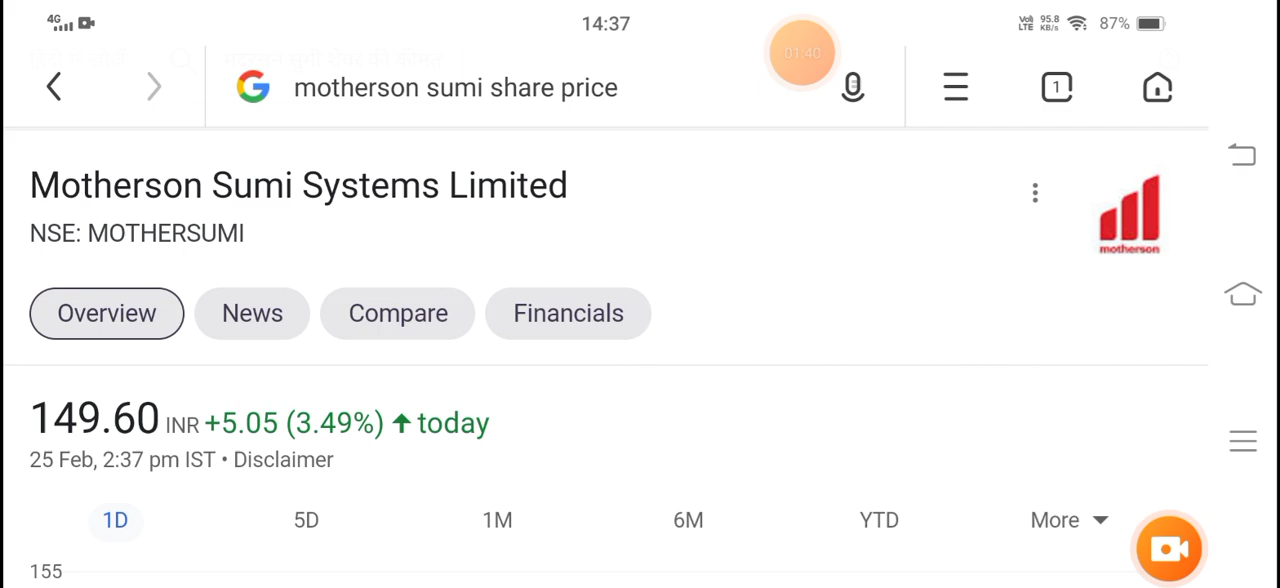 4G 14:37 VoI) LTE 95.8 KB/s 87%
01:40
motherson sumi share price 1
Motherson Sumi Systems Limited
motherson
NSE: MOTHERSUMI
Overview News Compare Financials
149.60 INR +5.05 (3.49%) ↑ today
25 Feb, 2:37 pm IST • Disclaimer
1D 5D 1M 6M YTD More
155